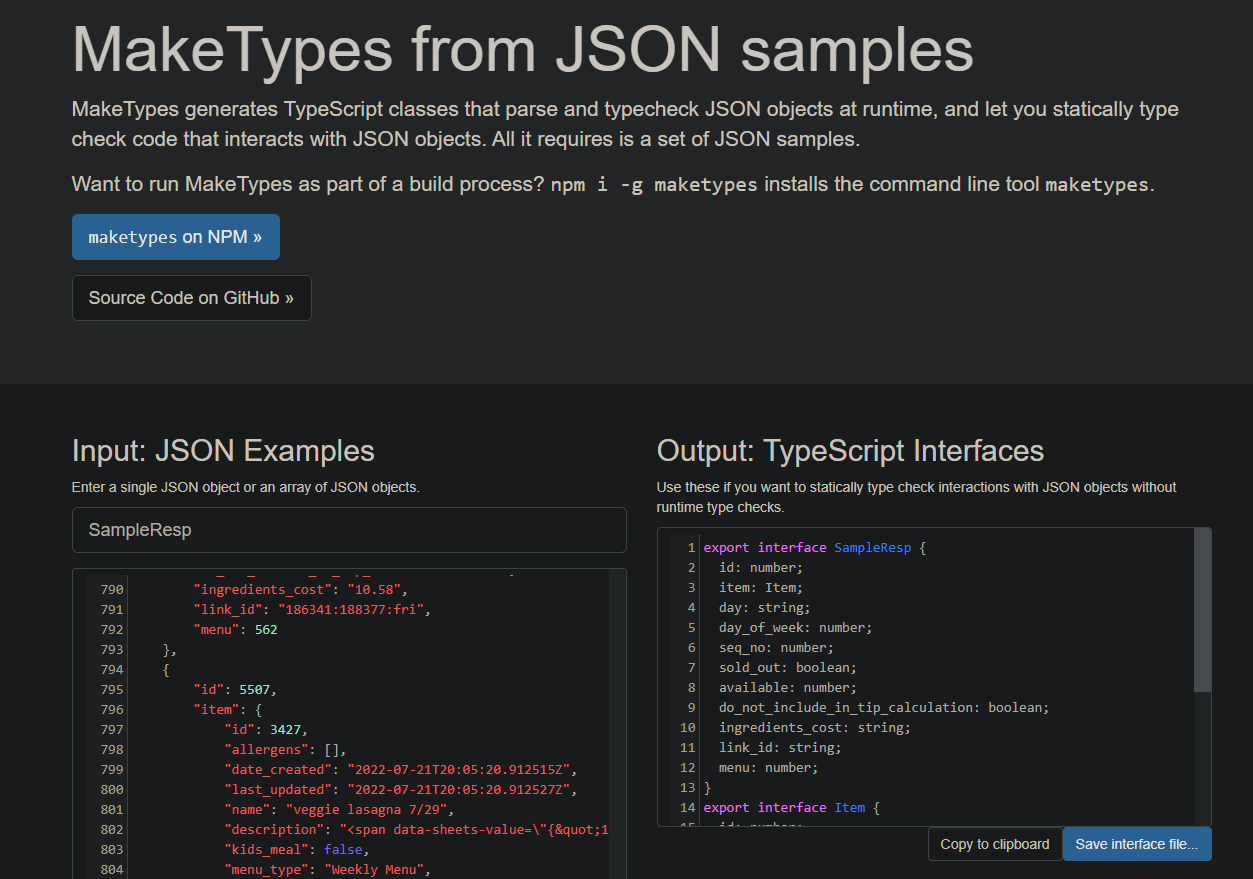 MakeTypes from JSON samples
MakeTypes generates TypeScript classes that parse and typecheck JSON objects at runtime, and let you statically type
check code that interacts with JSON objects. All it requires is a set of JSON samples.
Want to run MakeTypes as part of a build process? npm i -g maketypes installs the command line tool maketypes.
maketypes on NPM »
Source Code on GitHub »
Input: JSON Examples
Enter a single JSON object or an array of JSON objects.
SampleResp
790 "ingredients_cost": "10.58",
791 "link_id": "186341:188377:fri",
792 "menu": 562
793 },
794 {
795 "id": 5507,
796 "item": {
797 "id": 3427,
798 "allergens": [],
799 "date_created": "2022-07-21T20:05:20.912515Z",
800 "last_updated": "2022-07-21T20:05:20.912527Z",
801 "name": "veggie lasagna 7/29",
802 "description": "<span data-sheets-value=\"{&quot;1
803 "kids_meal": false,
804 "menu_type": "Weekly Menu",
Output: TypeScript Interfaces
Use these if you want to statically type check interactions with JSON objects without
runtime type checks.
1 export interface SampleResp {
2 id: number;
3 item: Item;
4 day: string;
5 day_of_week: number;
6 seq_no: number;
7 sold_out: boolean;
8 available: number;
9 do_not_include_in_tip_calculation: boolean;
10 ingredients_cost: string;
11 link_id: string;
12 menu: number;
13 }
14 export interface Item {
15 id: number;
Copy to clipboard
Save interface file...